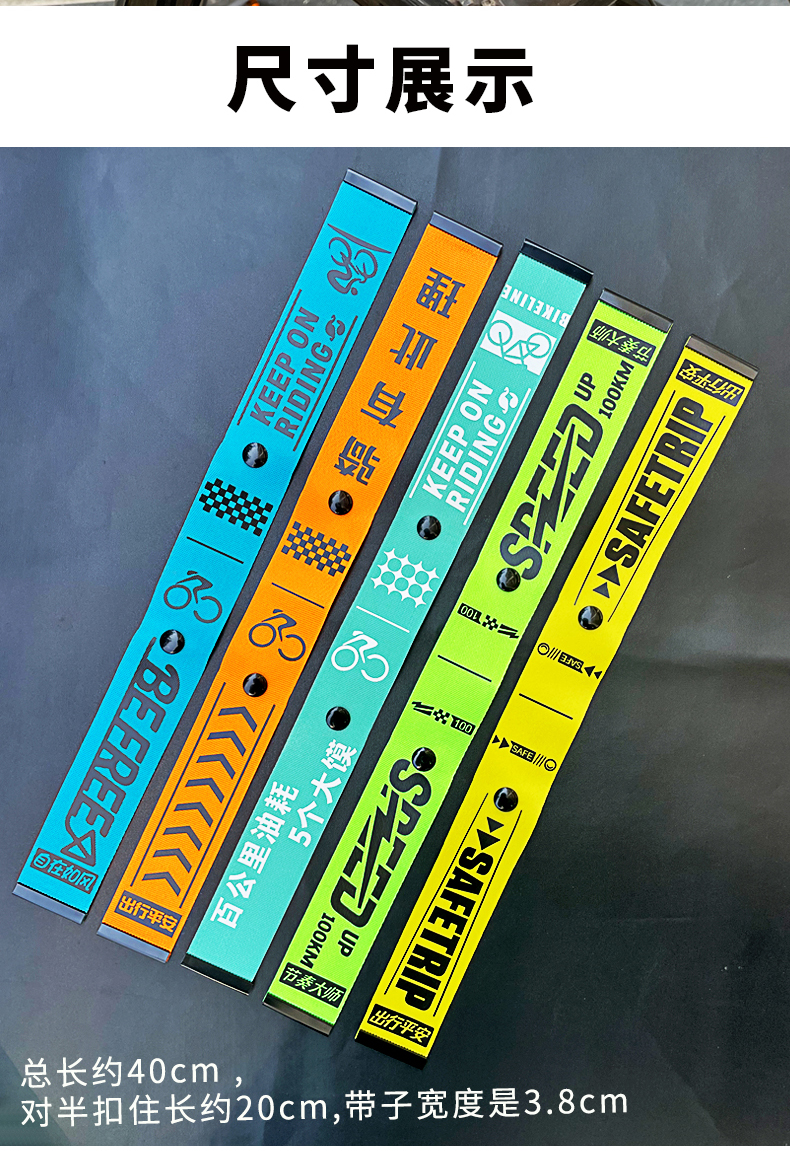 尺寸展示
KEEP ON
RIDING
BE FREE
自在如风
骑有此理
出行平安
BIKELINE
KEEP ON
RIDING
百公里油耗
5个大馍
节奏大师
SPEED
UP
100KM
100
100
SPEED
UP
100KM
节奏大师
出行平安
SAFETRIP
SAFE
SAFE
SAFETRIP
出行平安
总长约40cm，
对半扣住长约20cm,带子宽度是3.8cm